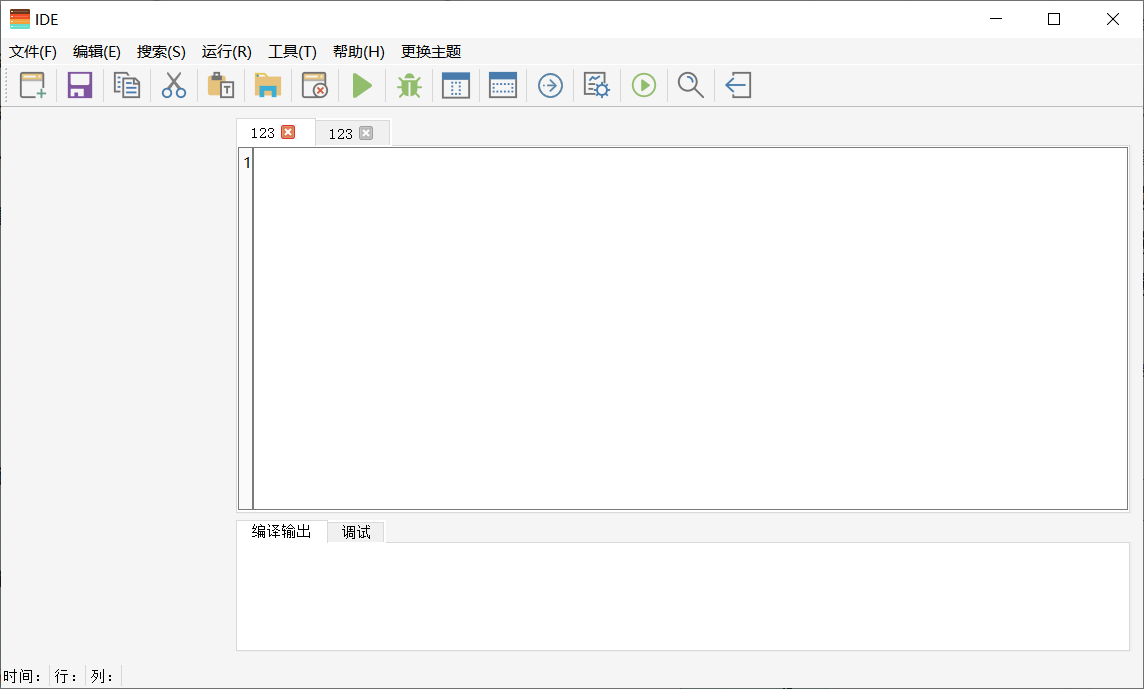 IDE
文件(F) 编辑(E) 搜索(S) 运行(R) 工具(T) 帮助(H) 更换主题
123 123
1
编译输出 调试
时间： 行： 列：